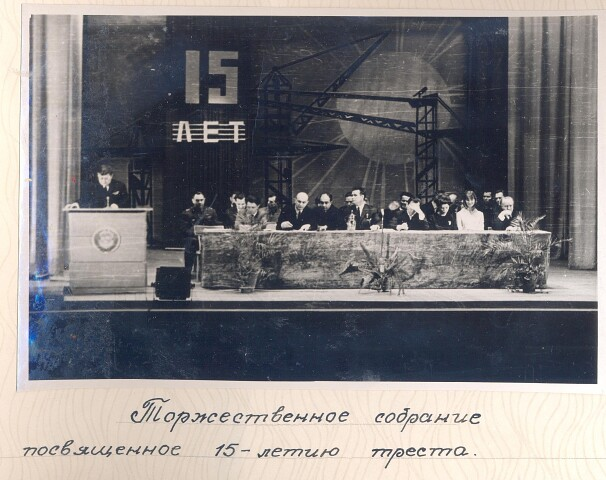 15
ЛЕТ
Торжественное собрание
посвященное 15-летию треста.